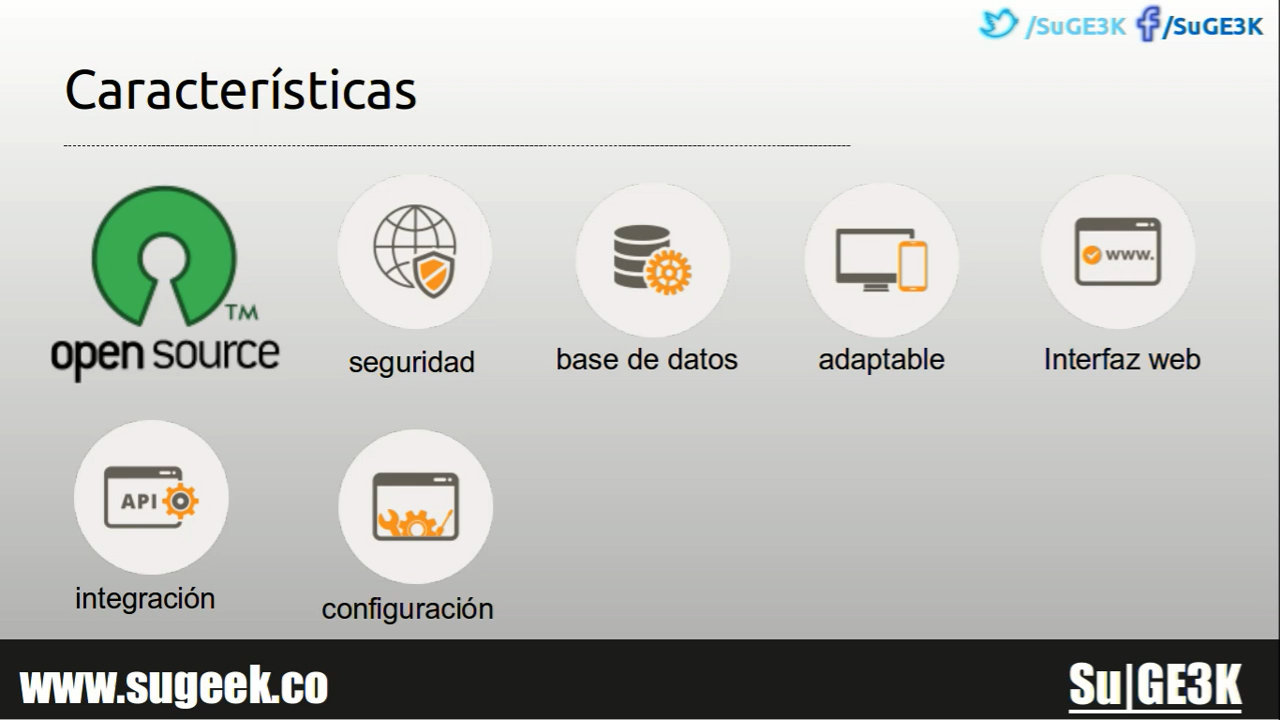 /SuGE3K /SuGE3K
Características
TM
open source
seguridad
base de datos
adaptable
www.
Interfaz web
API
integración
configuración
www.sugeek.co
Su|GE3K